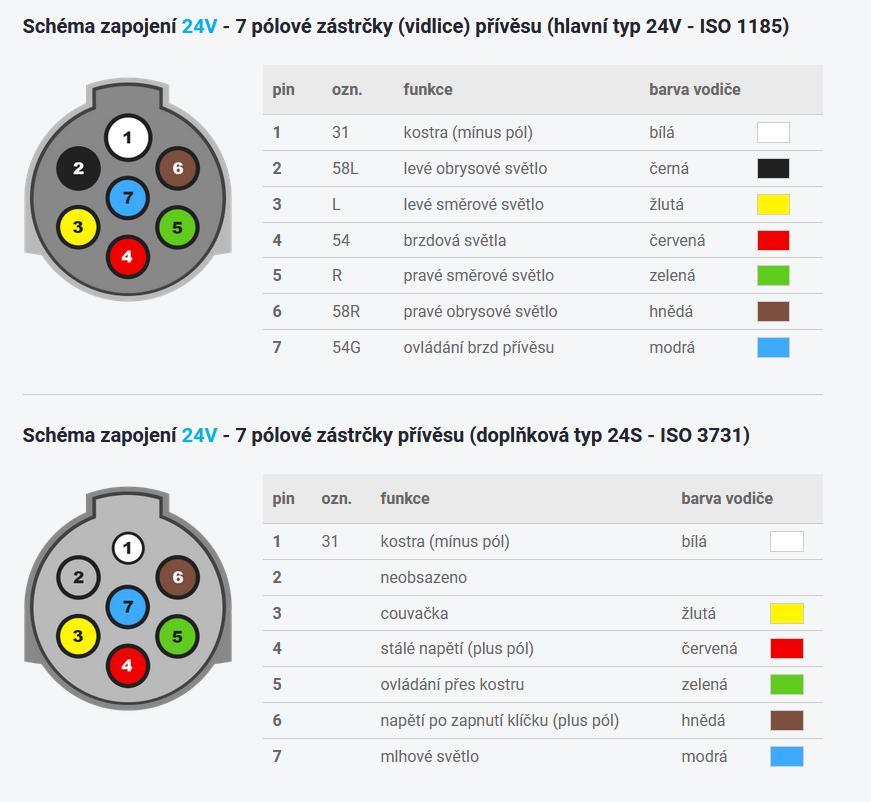 Schéma zapojení 24V - 7 pólové zástrčky (vidlice) přívěsu (hlavní typ 24V - ISO 1185)
pin ozn. funkce barva vodiče
1 31 kostra (mínus pól) bílá
2 58L levé obrysové světlo černá
3 L levé směrové světlo žlutá
4 54 brzdová světla červená
5 R pravé směrové světlo zelená
6 58R pravé obrysové světlo hnědá
7 54G ovládání brzd přívěsu modrá
1
2
6
7
3
5
4
Schéma zapojení 24V - 7 pólové zástrčky přívěsu (doplňková typ 24S - ISO 3731)
pin ozn. funkce barva vodiče
1 31 kostra (mínus pól) bílá
2 neobsazeno
3 couvačka žlutá
4 stálé napětí (plus pól) červená
5 ovládání přes kostru zelená
6 napětí po zapnutí klíčku (plus pól) hnědá
7 mlhové světlo modrá
1
2
6
7
3
5
4